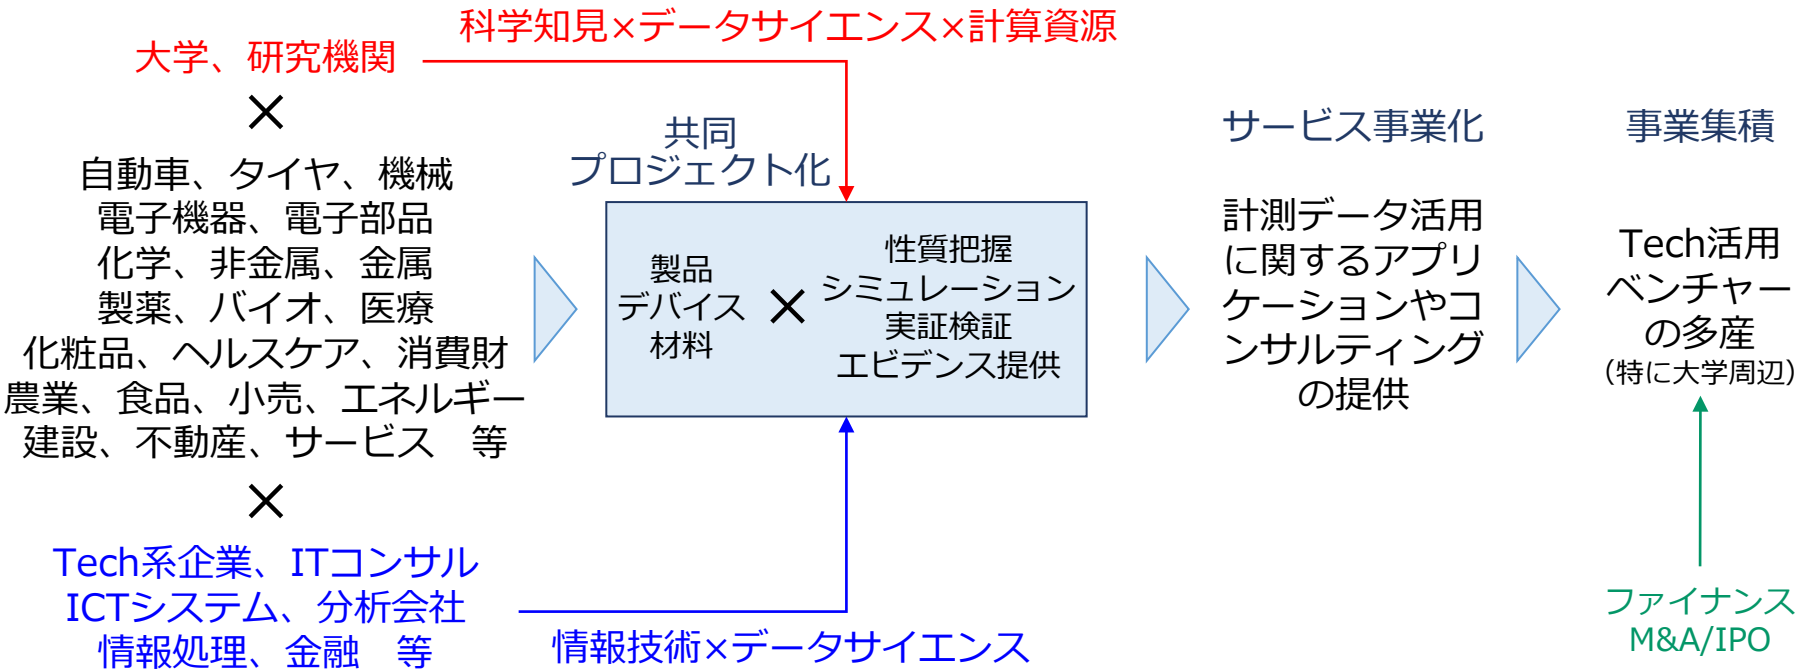 科学知見×データサイエンス×計算資源
大学、研究機関
×
自動車、タイヤ、機械
電子機器、電子部品
化学、非金属、金属
製薬、バイオ、医療
化粧品、ヘルスケア、消費財
農業、食品、小売、エネルギー
建設、不動産、サービス　等
×
Tech系企業、ITコンサル
ICTシステム、分析会社
情報処理、金融　等
情報技術×データサイエンス
共同
プロジェクト化
製品
デバイス
材料
×
性質把握
シミュレーション
実証検証
エビデンス提供
サービス事業化
計測データ活用
に関するアプリ
ケーションやコ
ンサルティング
の提供
事業集積
Tech活用
ベンチャー
の多産
（特に大学周辺）
ファイナンス
M&A/IPO